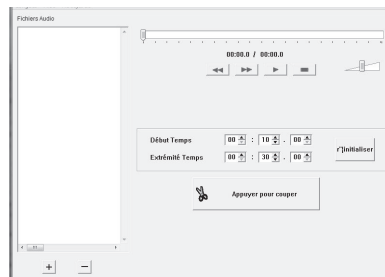 Fichiers Audio
00:00.0 / 00:00.0
Début Temps 00 : 10 . 00
Extrémité Temps 00 : 30 . 00
r‴]initialiser
Appuyer pour couper